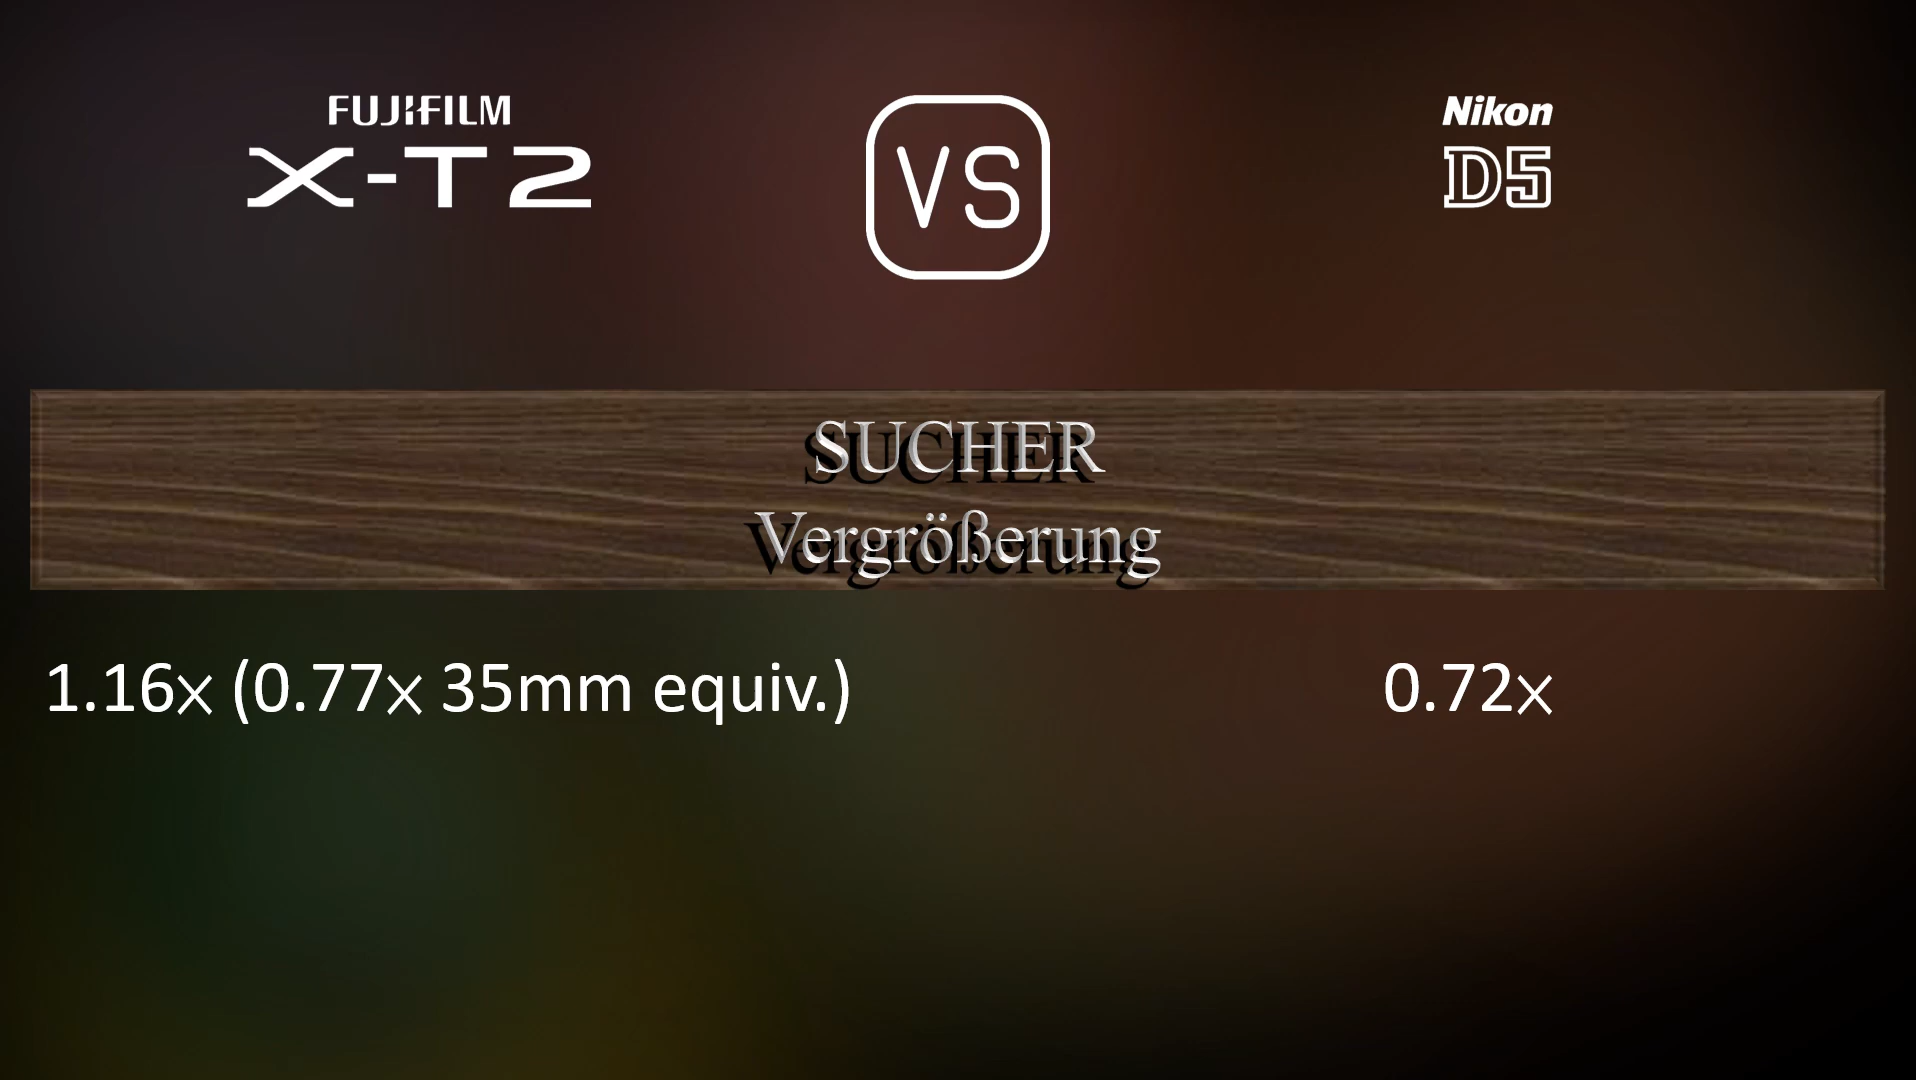 FUJIFILM
X-T2
VS
Nikon
D5
SUCHER
Vergrößerung
1.16x (0.77x 35mm equiv.)
0.72x